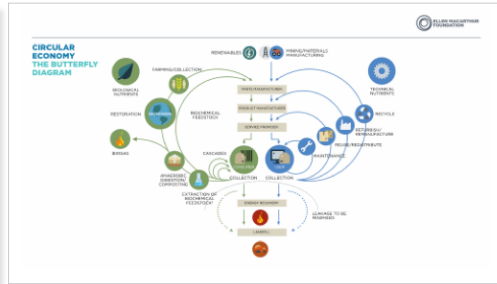 ELLEN MACARTHUR
FOUNDATION
CIRCULAR
ECONOMY
THE BUTTERFLY
DIAGRAM
RENEWABLES
MINING/MATERIALS
MANUFACTURING
FARMING/COLLECTION
BIOLOGICAL
NUTRIENTS
TECHNICAL
NUTRIENTS
PARTS MANUFACTURER
PRODUCT MANUFACTURER
SERVICE PROVIDER
RESTORATION
BIOCHEMICAL
FEEDSTOCK
RECYCLE
REFURBISH/
REMANUFACTURE
REUSE/REDISTRIBUTE
MAINTENANCE
BIOGAS
CASCADES
ANAEROBIC
DIGESTION/
COMPOSTING
COLLECTION
COLLECTION
EXTRACTION OF
BIOCHEMICAL
FEEDSTOCK
ENERGY RECOVERY
LEAKAGE TO BE
MINIMISED
LANDFILL